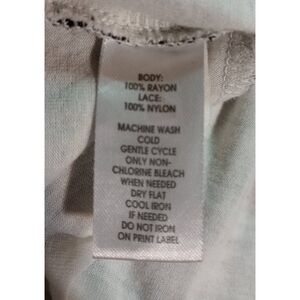 BODY:
100% RAYON
LACE:
100% NYLON
MACHINE WASH
COLD
GENTLE CYCLE
ONLY NON-
CHLORINE BLEACH
WHEN NEEDED
DRY FLAT
COOL IRON
IF NEEDED
DO NOT IRON
ON PRINT LABEL